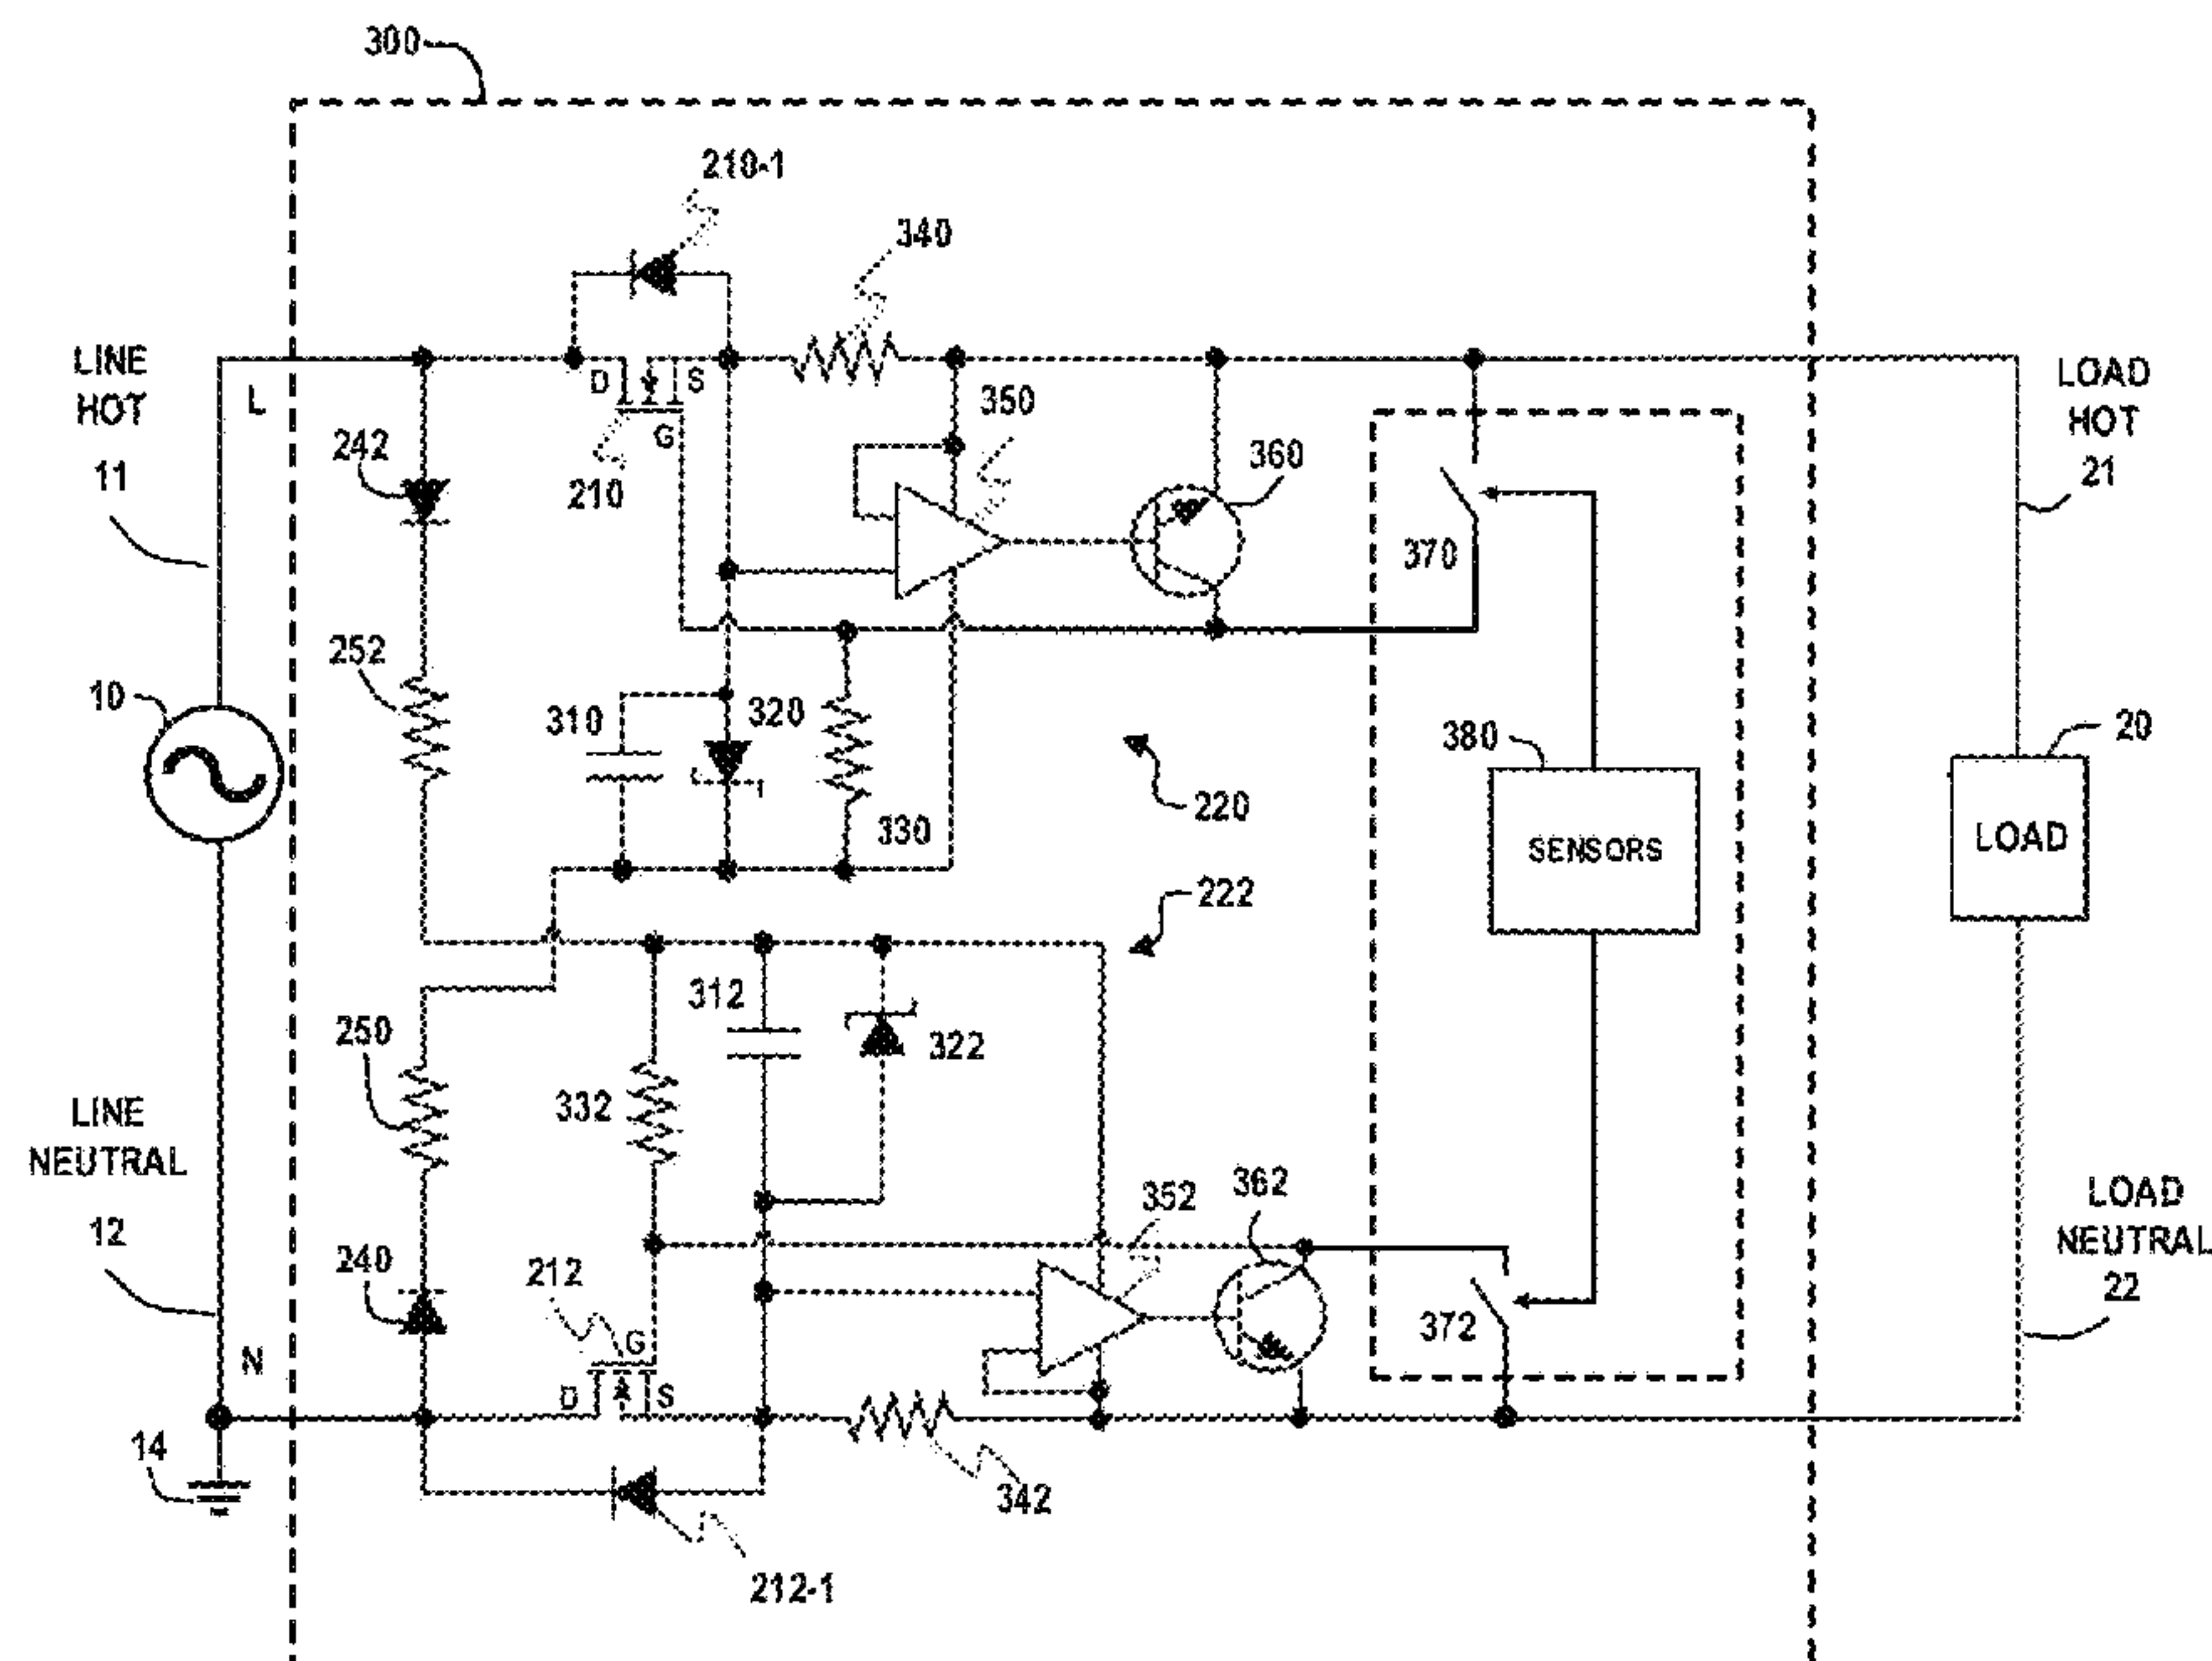 300
210-1
340
LINE
HOT
11
L
D
S
G
210
242
350
360
370
LOAD
HOT
21
252
10
310
320
330
220
222
380
SENSORS
20
LOAD
250
312
322
332
LINE
NEUTRAL
12
240
212
G
D
S
352
362
372
LOAD
NEUTRAL
22
N
14
342
212-1